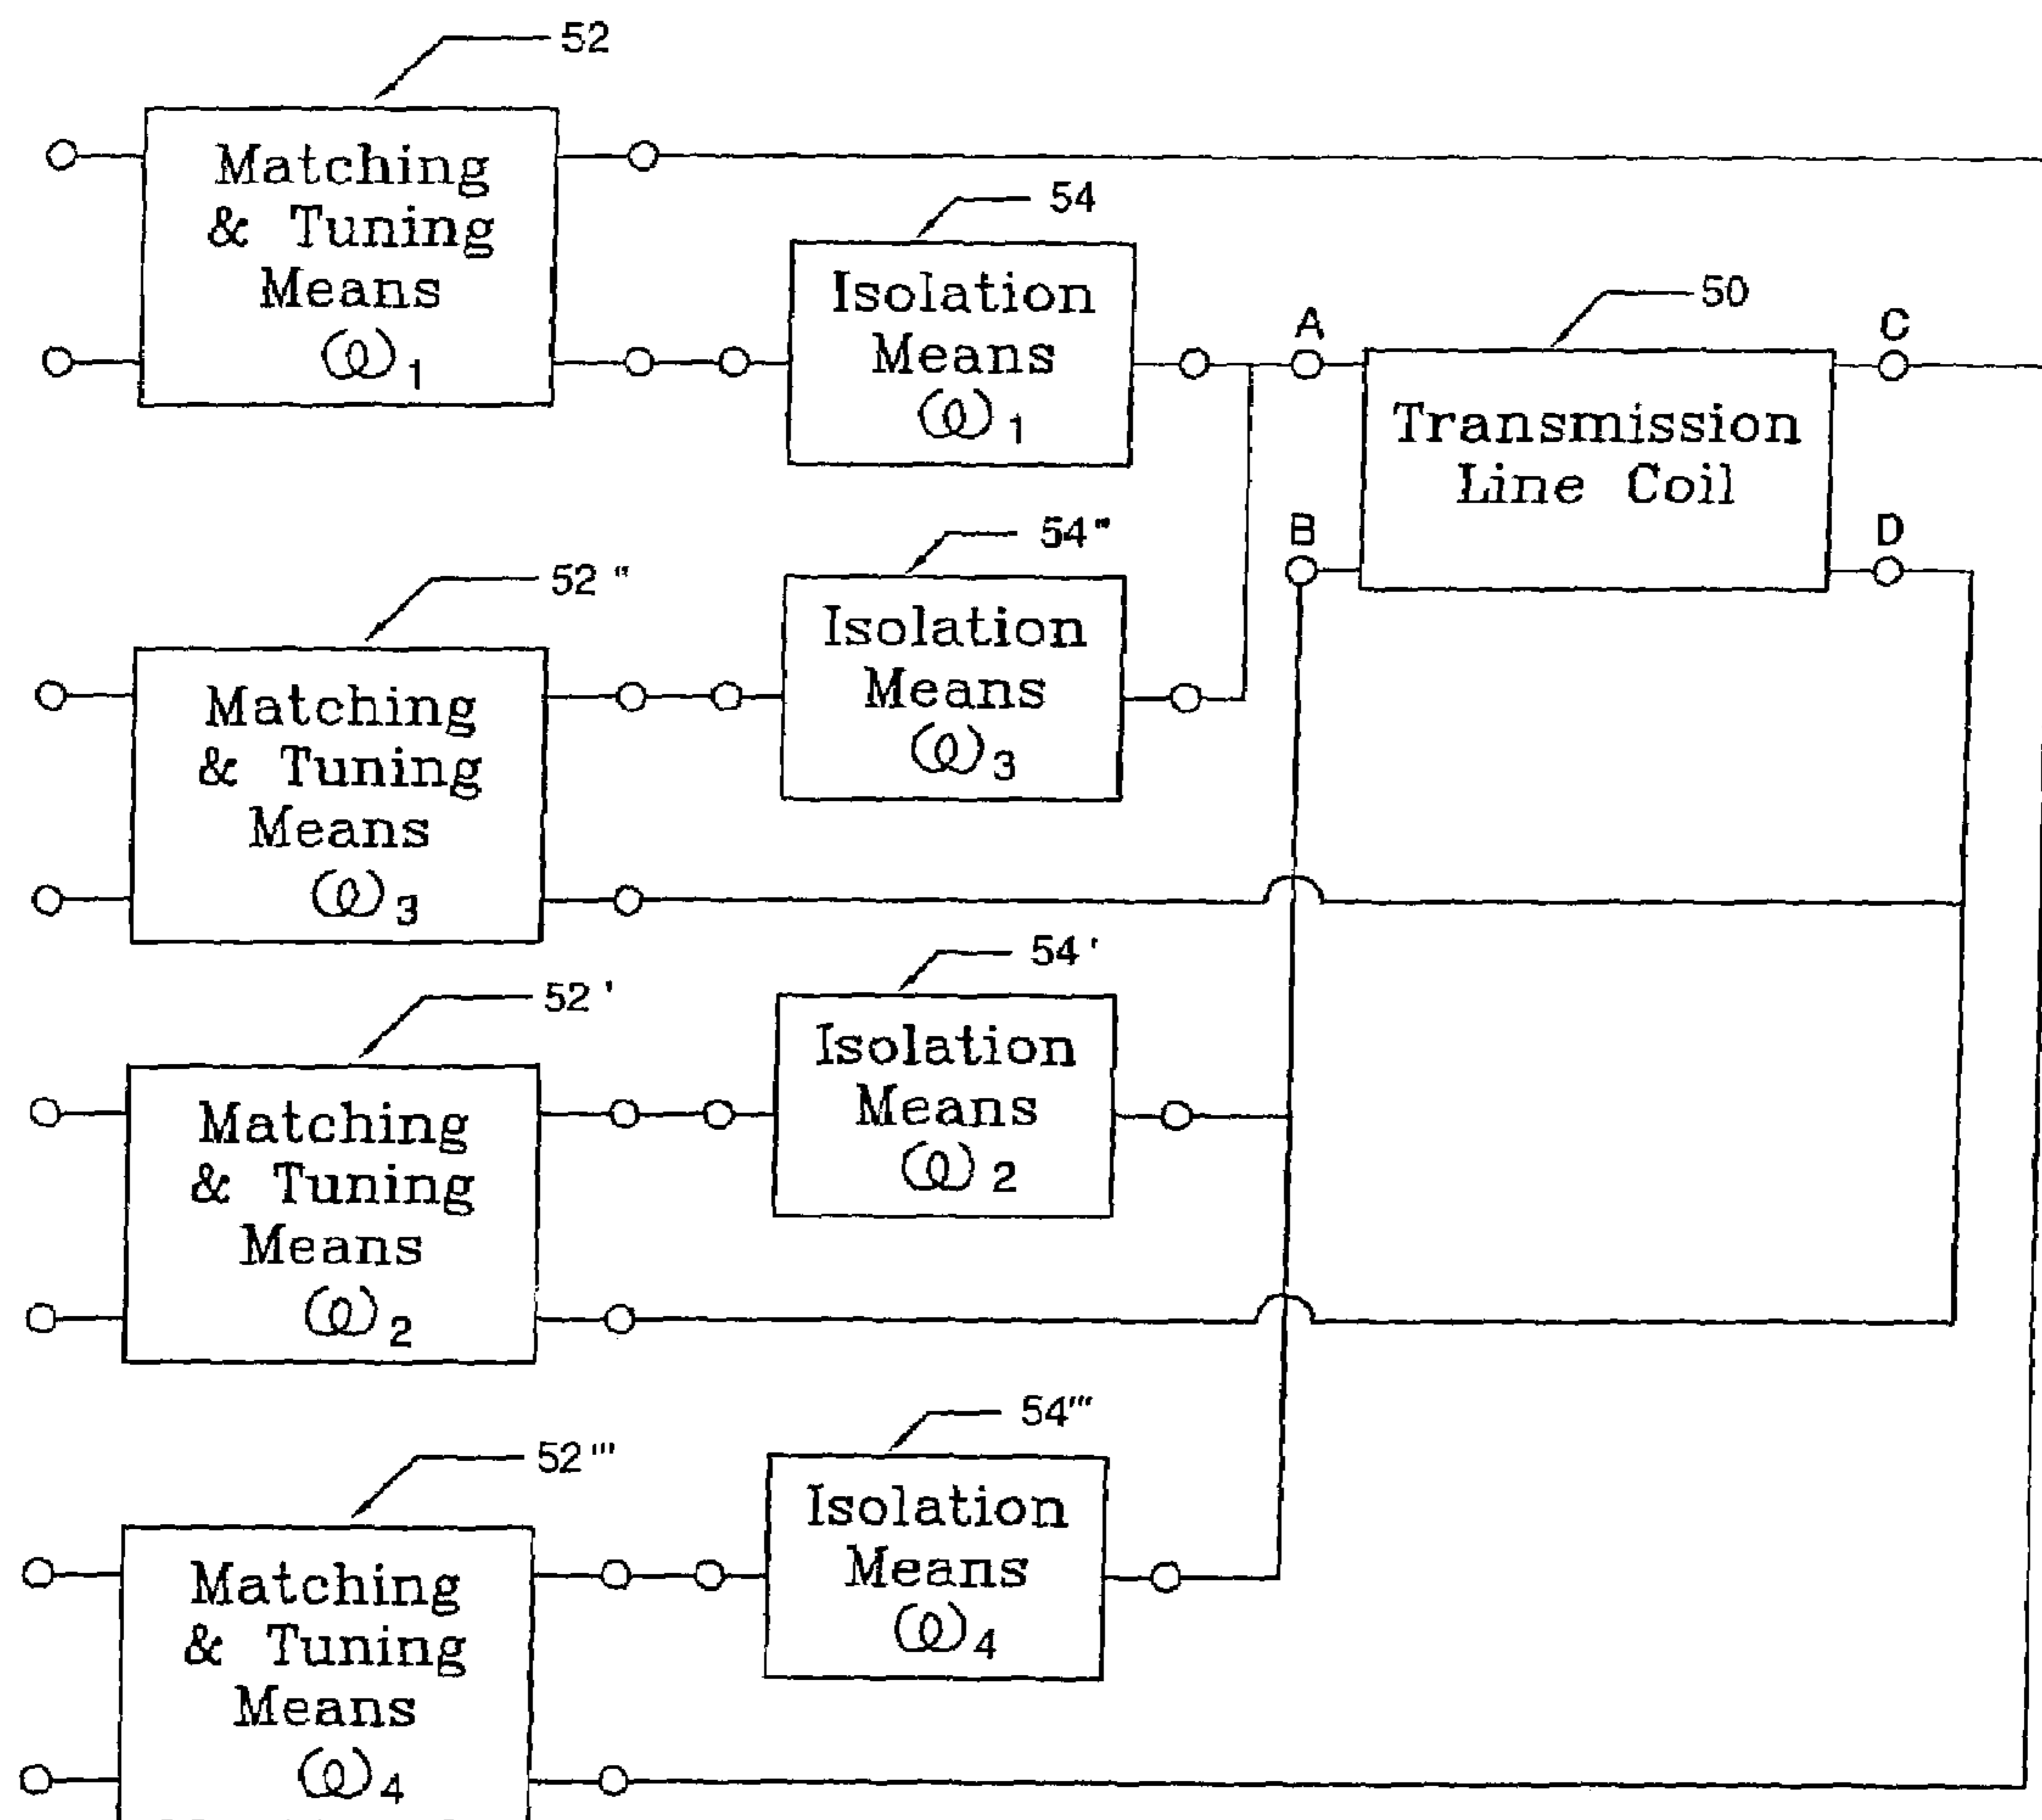 52
Matching
& Tuning
Means
ω1
54
Isolation
Means
ω1
A
50
C
Transmission
Line Coil
B
D
52"
Matching
& Tuning
Means
ω3
54"
Isolation
Means
ω3
52'
Matching
& Tuning
Means
ω2
54'
Isolation
Means
ω2
52'''
Matching
& Tuning
Means
ω4
54'''
Isolation
Means
ω4